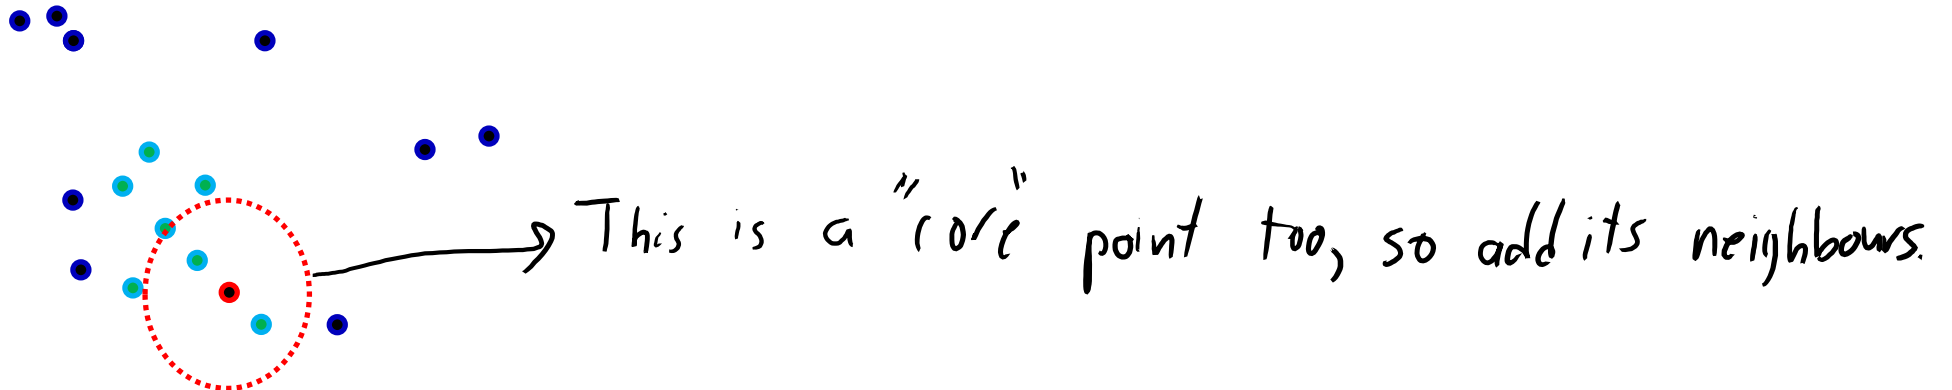 This is a "core" point too, so add its neighbours.